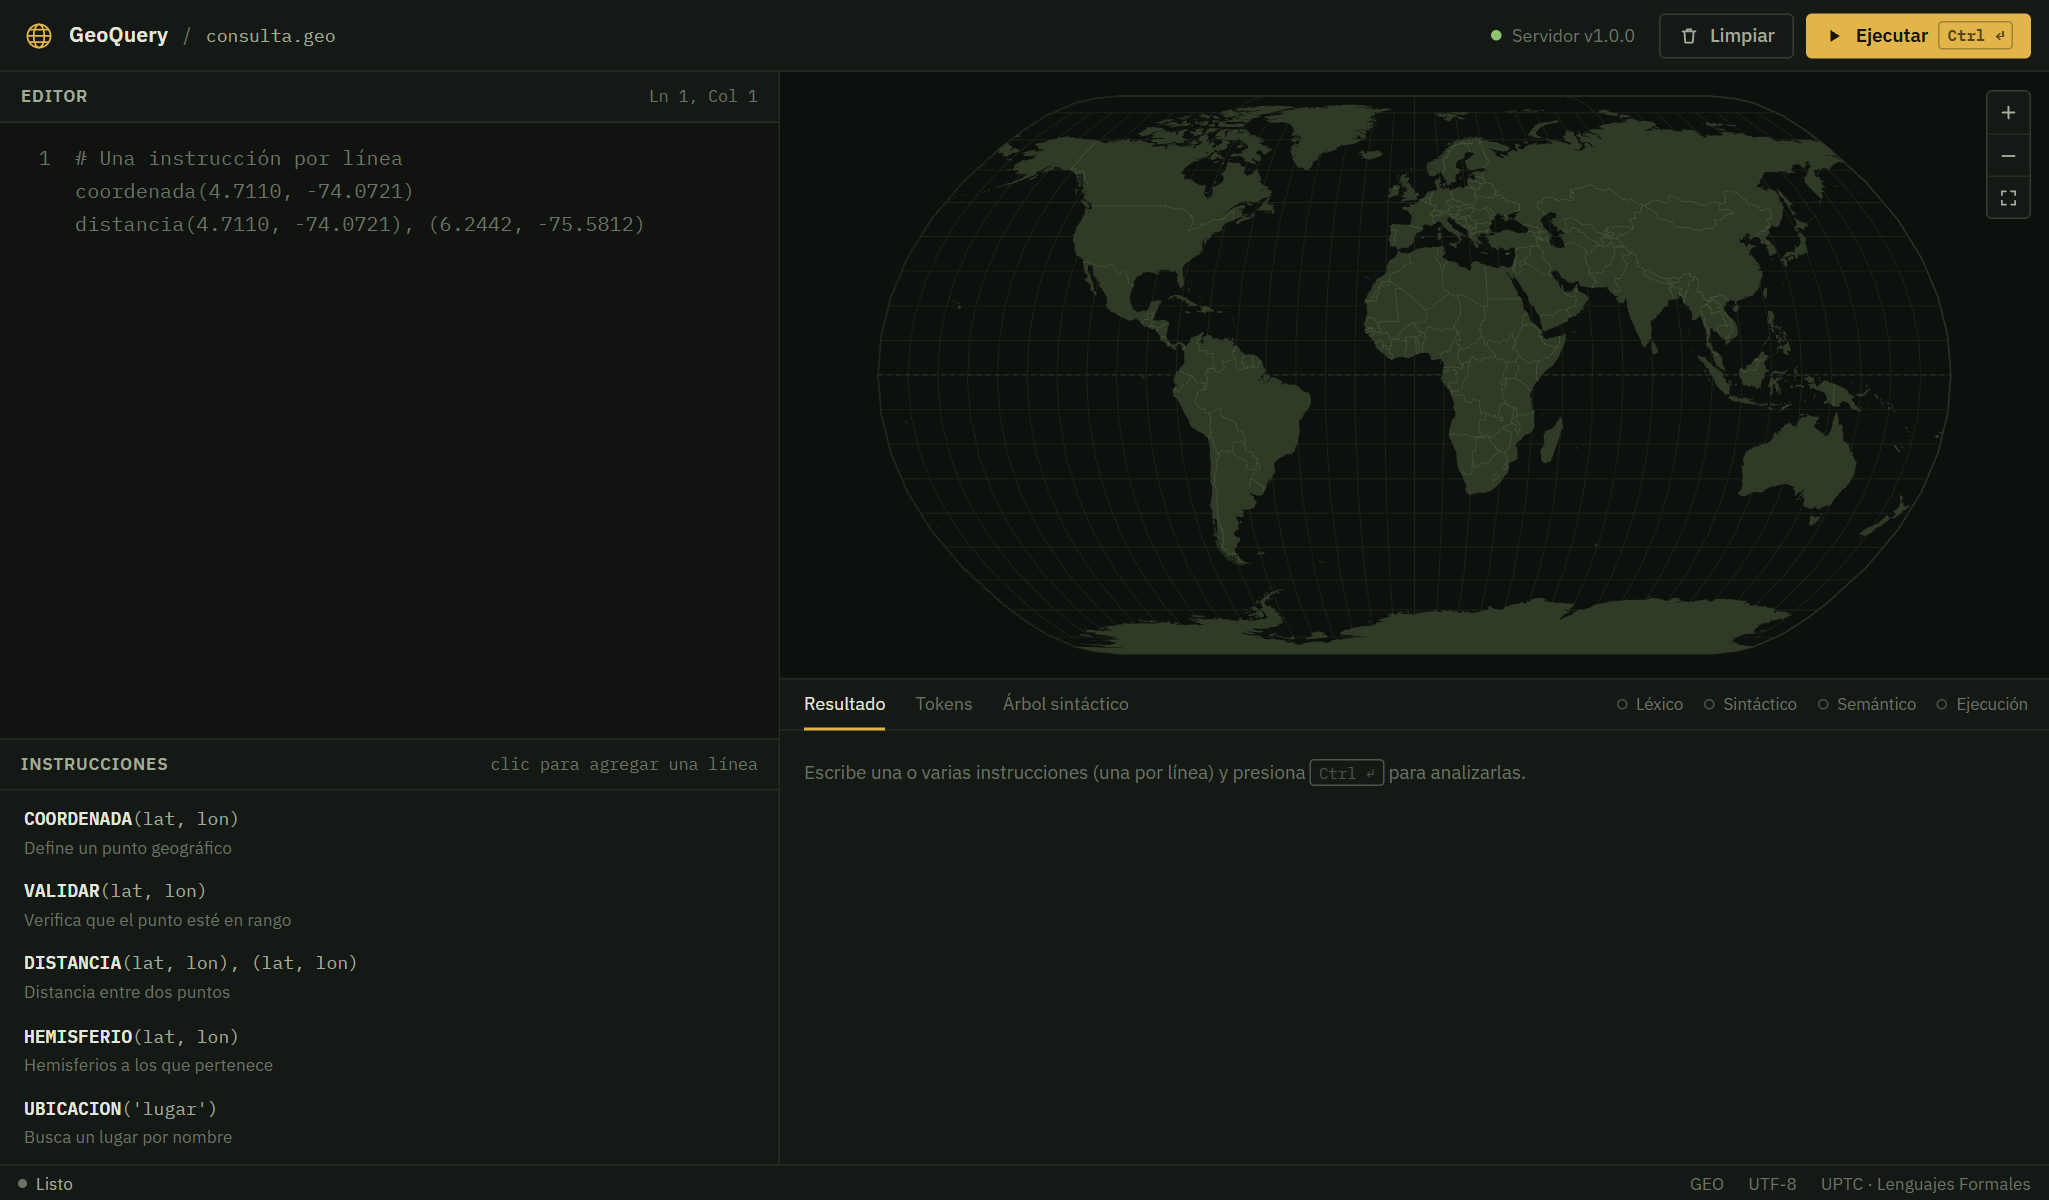 GeoQuery / consulta.geo
Servidor v1.0.0
Limpiar
Ejecutar Ctrl ↵
EDITOR
Ln 1, Col 1
1 # Una instrucción por línea
coordenada(4.7110, -74.0721)
distancia(4.7110, -74.0721), (6.2442, -75.5812)
INSTRUCCIONES
clic para agregar una línea
COORDENADA(lat, lon)
Define un punto geográfico
VALIDAR(lat, lon)
Verifica que el punto esté en rango
DISTANCIA(lat, lon), (lat, lon)
Distancia entre dos puntos
HEMISFERIO(lat, lon)
Hemisferios a los que pertenece
UBICACION('lugar')
Busca un lugar por nombre
Resultado Tokens Árbol sintáctico
Léxico Sintáctico Semántico Ejecución
Escribe una o varias instrucciones (una por línea) y presiona Ctrl ↵ para analizarlas.
Listo
GEO UTF-8 UPTC · Lenguajes Formales